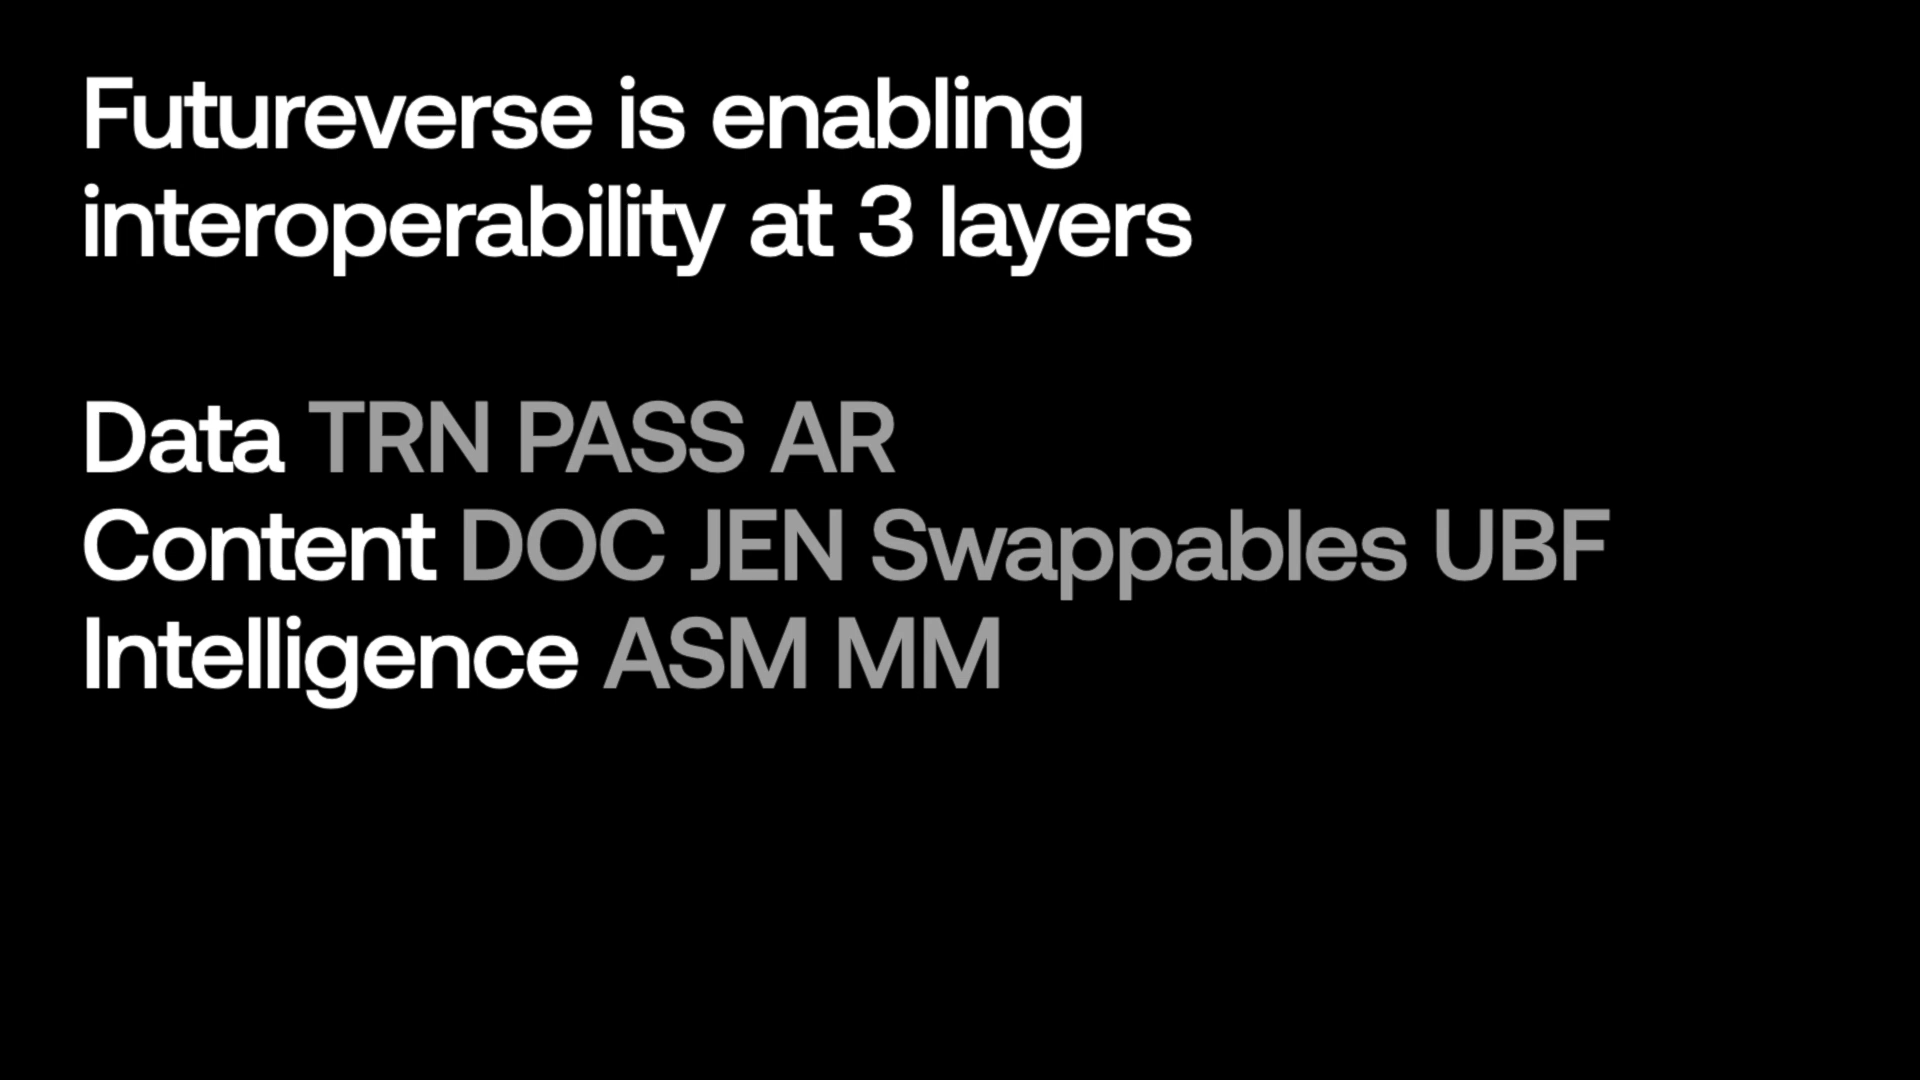 Futureverse is enabling
interoperability at 3 layers
Data TRN PASS AR
Content DOC JEN Swappables UBF
Intelligence ASM MM